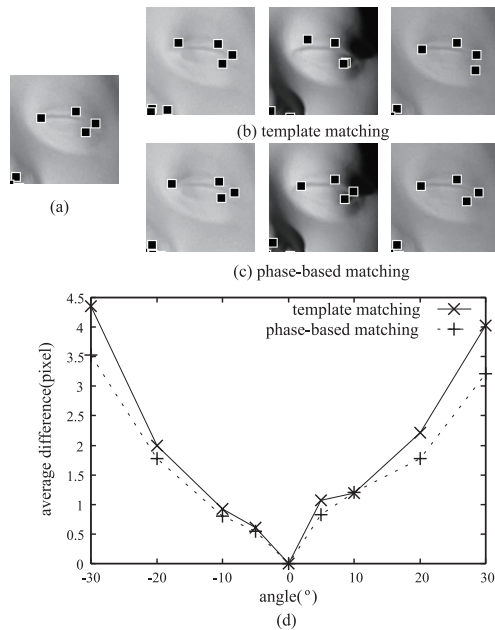 (b) template matching
(a)
(c) phase-based matching
template matching
phase-based matching
average difference(pixel)
4.5
4
3.5
3
2.5
2
1.5
1
0.5
0
-30 -20 -10 0 10 20 30
angle(°)
(d)